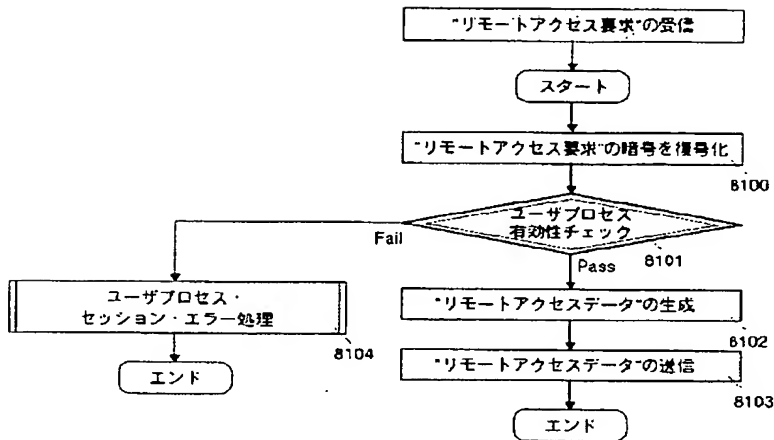 "リモートアクセス要求"の受信
スタート
"リモートアクセス要求"の暗号を復号化
8100
ユーザプロセス
有効性チェック
8101
Fail
Pass
ユーザプロセス・
セッション・エラー処理
8104
エンド
"リモートアクセスデータ"の生成
8102
"リモートアクセスデータ"の送信
8103
エンド